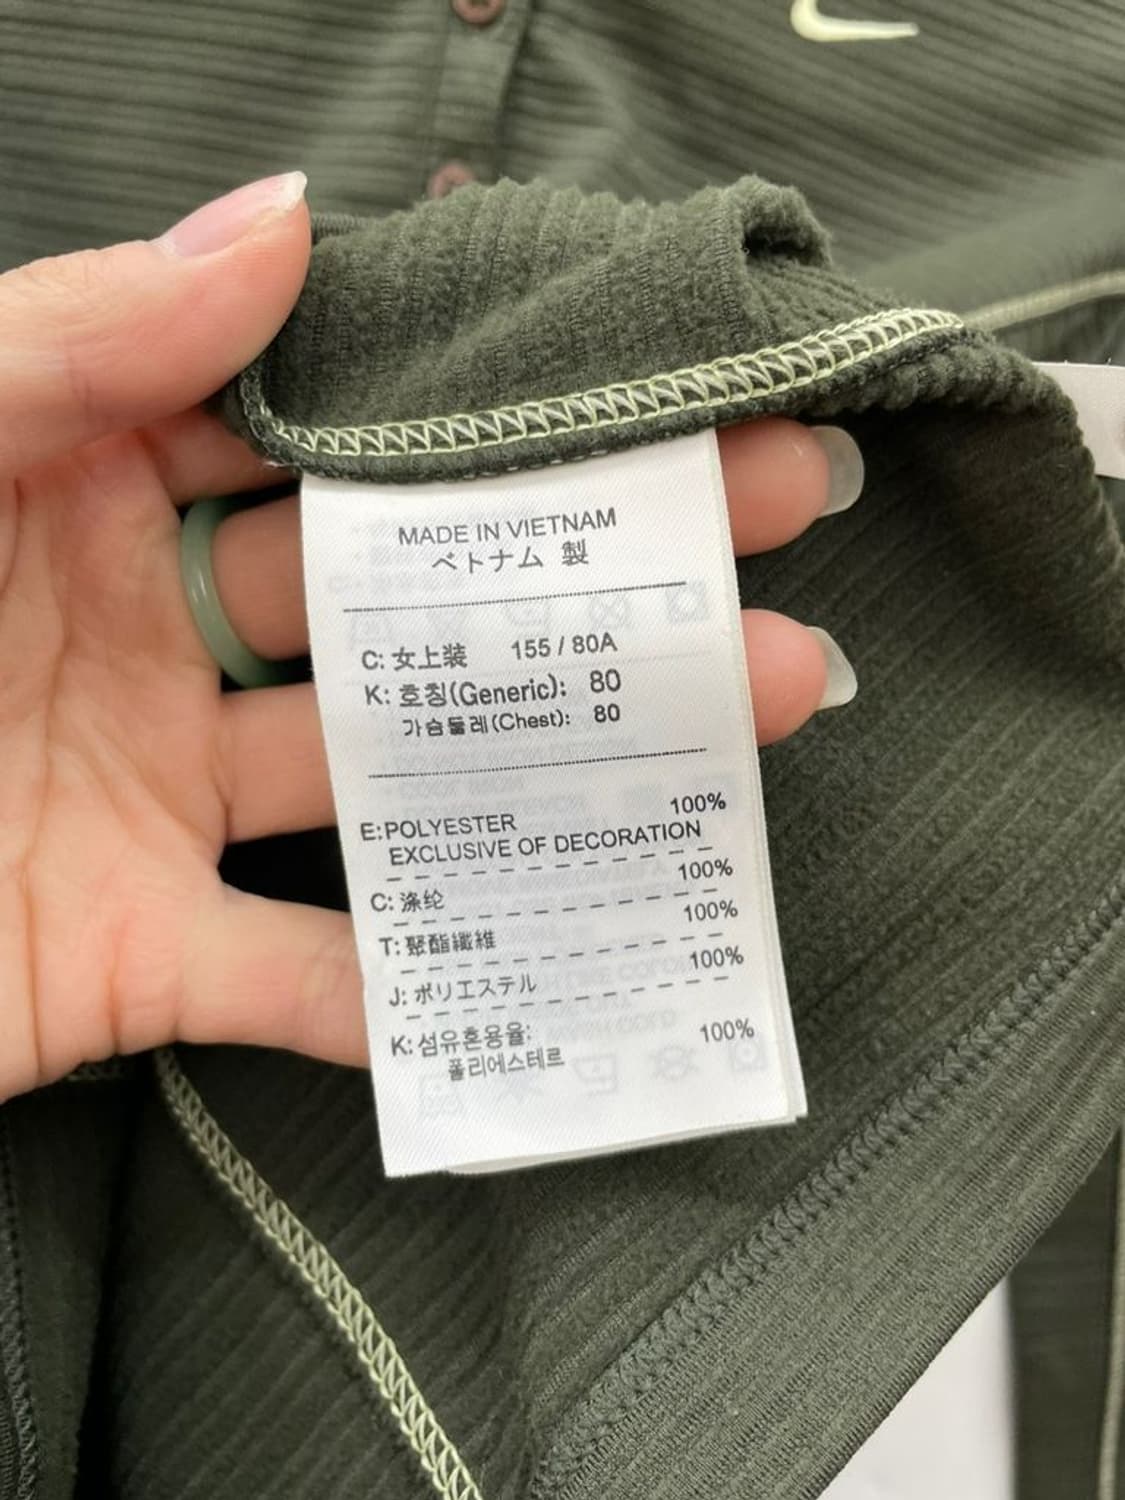 MADE IN VIETNAM
ベトナム 製
C: 女上装 155 / 80A
K: 호칭(Generic): 80
가슴둘레(Chest): 80
E: POLYESTER 100%
EXCLUSIVE OF DECORATION
C: 涤纶 100%
T: 聚酯纖維 100%
J: ポリエステル 100%
K: 섬유혼용율:
폴리에스테르 100%